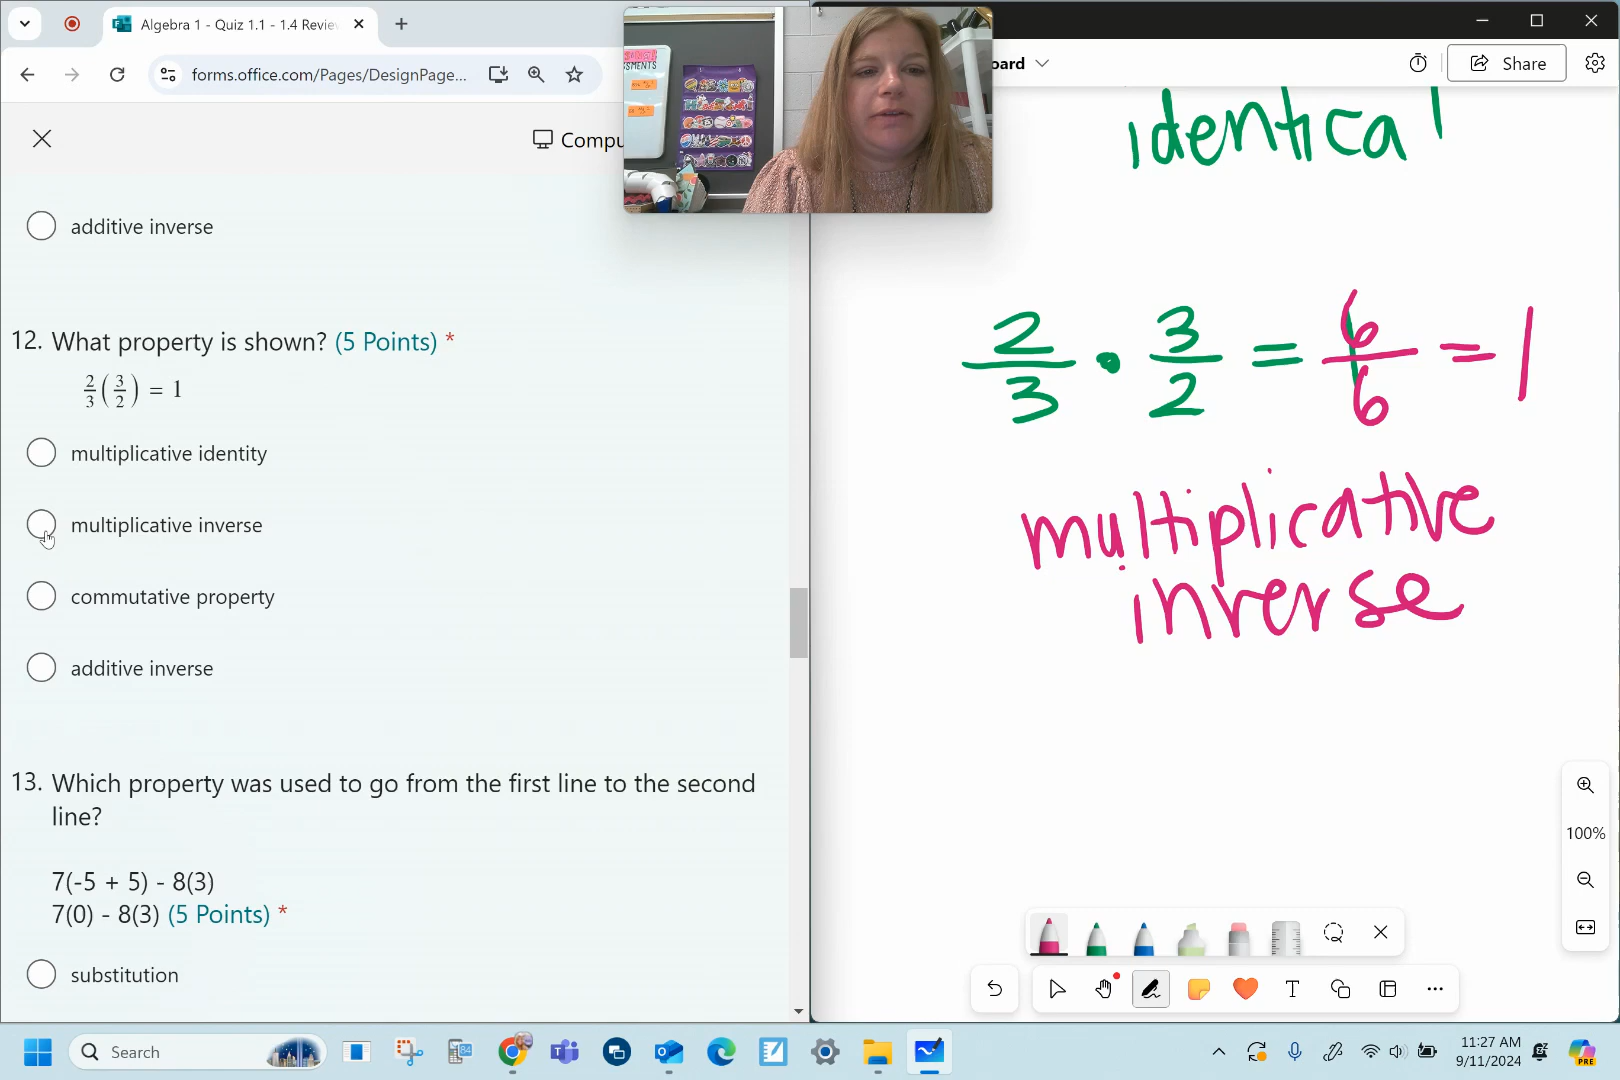 Algebra 1 - Quiz 1.1 - 1.4 Revie
forms.office.com/Pages/DesignPage...
Compu
additive inverse
12. What property is shown? (5 Points) *
2/3 (3/2) = 1
multiplicative identity
multiplicative inverse
commutative property
additive inverse
13. Which property was used to go from the first line to the second
line?
7(-5 + 5) - 8(3)
7(0) - 8(3) (5 Points) *
substitution
SMENTS
oard
Share
identical
2/3 · 3/2 = 6/6 = 1
multiplicative
inverse
100%
T
Search
11:27 AM
9/11/2024
PRE